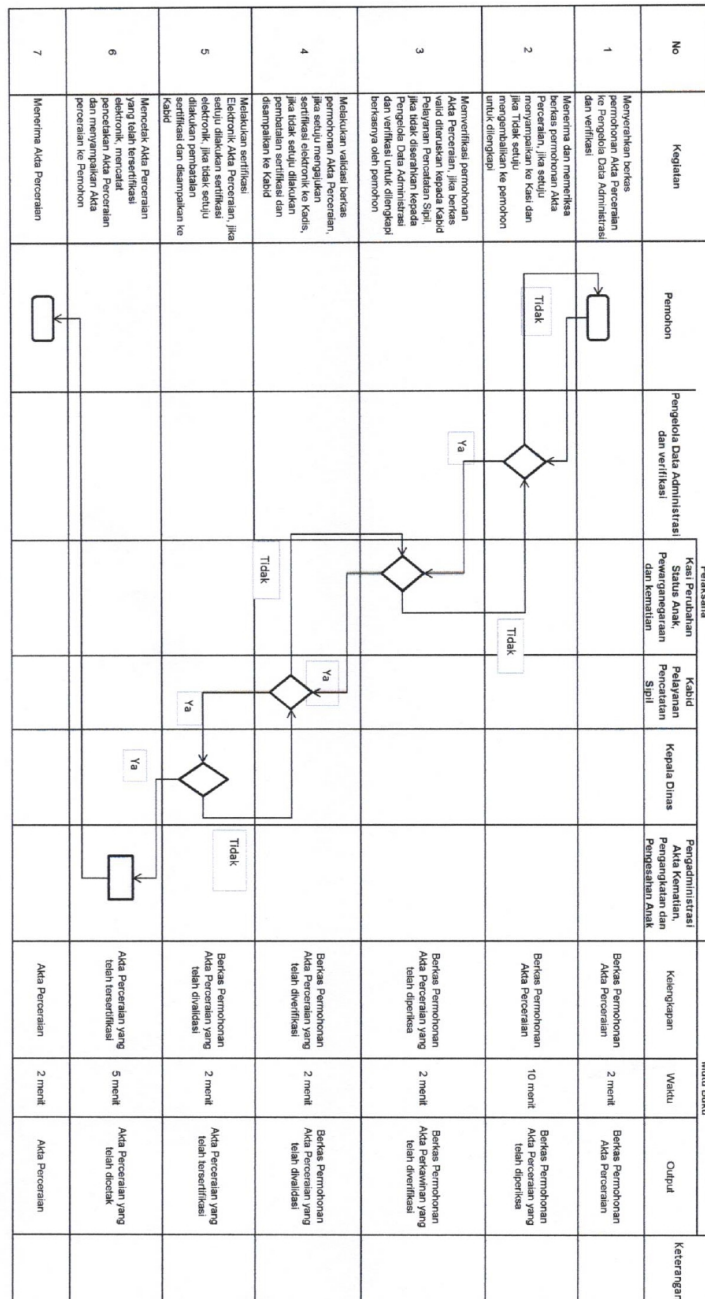 No
Kegiatan
Pelaksana
Pemohon
Pengelola Data Administrasi
dan verifikasi
Kasi Perubahan
Status Anak,
Pewarganegaraan
dan kematian
Kabid
Pelayanan
Pencatatan
Sipil
Kepala Dinas
Pengadministrasi
Akta Kematian,
Pengangkatan dan
Pengesahan Anak
Mutu Baku
Kelengkapan
Waktu
Output
Keterangan
1
Menyerahkan berkas
permohonan Akta Perceraian
ke Pengelola Data Administrasi
dan verifikasi
Berkas Permohonan
Akta Perceraian
2 menit
Berkas Permohonan
Akta Perceraian
2
Menerima dan memeriksa
berkas permohonan Akta
Perceraian, jika setuju
menyampaikan ke Kasi dan
jika Tidak setuju
mengembalikan ke pemohon
untuk dilengkapi
Tidak
Berkas Permohonan
Akta Perceraian
10 menit
Berkas Permohonan
Akta Perceraian yang
telah diperiksa
3
Memverifikasi permohonan
Akta Perceraian, jika berkas
valid diteruskan kepada Kabid
Pelayanan Pencatatan Sipil,
jika tidak diserahkan kepada
Pengelola Data Administrasi
dan verifikasi untuk dilengkapi
berkasnya oleh pemohon
Ya
Tidak
Berkas Permohonan
Akta Perceraian yang
telah diperiksa
2 menit
Berkas Permohonan
Akta Perkawinan yang
telah diverifikasi
4
Melakukan validasi berkas
permohonan Akta Perceraian,
jika setuju mengajukan
sertifikasi elektronik ke Kadis,
jika tidak setuju dilakukan
pembatalan sertifikasi dan
disampaikan ke Kabid
Tidak
Ya
Berkas Permohonan
Akta Perceraian yang
telah diverifikasi
2 menit
Berkas Permohonan
Akta Perceraian yang
telah divalidasi
5
Melakukan sertifikasi
Elektronik Akta Perceraian, jika
setuju dilakukan sertifikasi
elektronik, jika tidak setuju
dilakukan pembatalan
sertifikasi dan disampaikan ke
Kabid
Ya
Tidak
Berkas Permohonan
Akta Perceraian yang
telah divalidasi
2 menit
Akta Perceraian yang
telah tersertifikasi
6
Mencetak Akta Perceraian
yang telah tersertifikasi
elektronik, mencatat
pencetakan Akta Perceraian
dan menyampaikan Akta
perceraian ke Pemohon
Ya
Akta Perceraian yang
telah tersertifikasi
5 menit
Akta Perceraian yang
telah dicetak
7
Menerima Akta Perceraian
Akta Perceraian
2 menit
Akta Perceraian